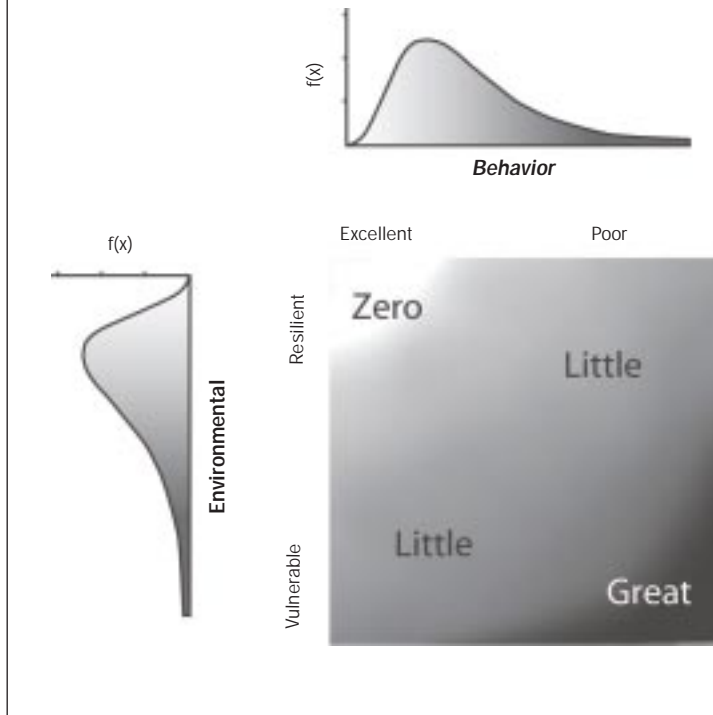 f(x)
Behavior
f(x)
Excellent
Poor
Resilient
Zero
Little
Environmental
Vulnerable
Little
Great